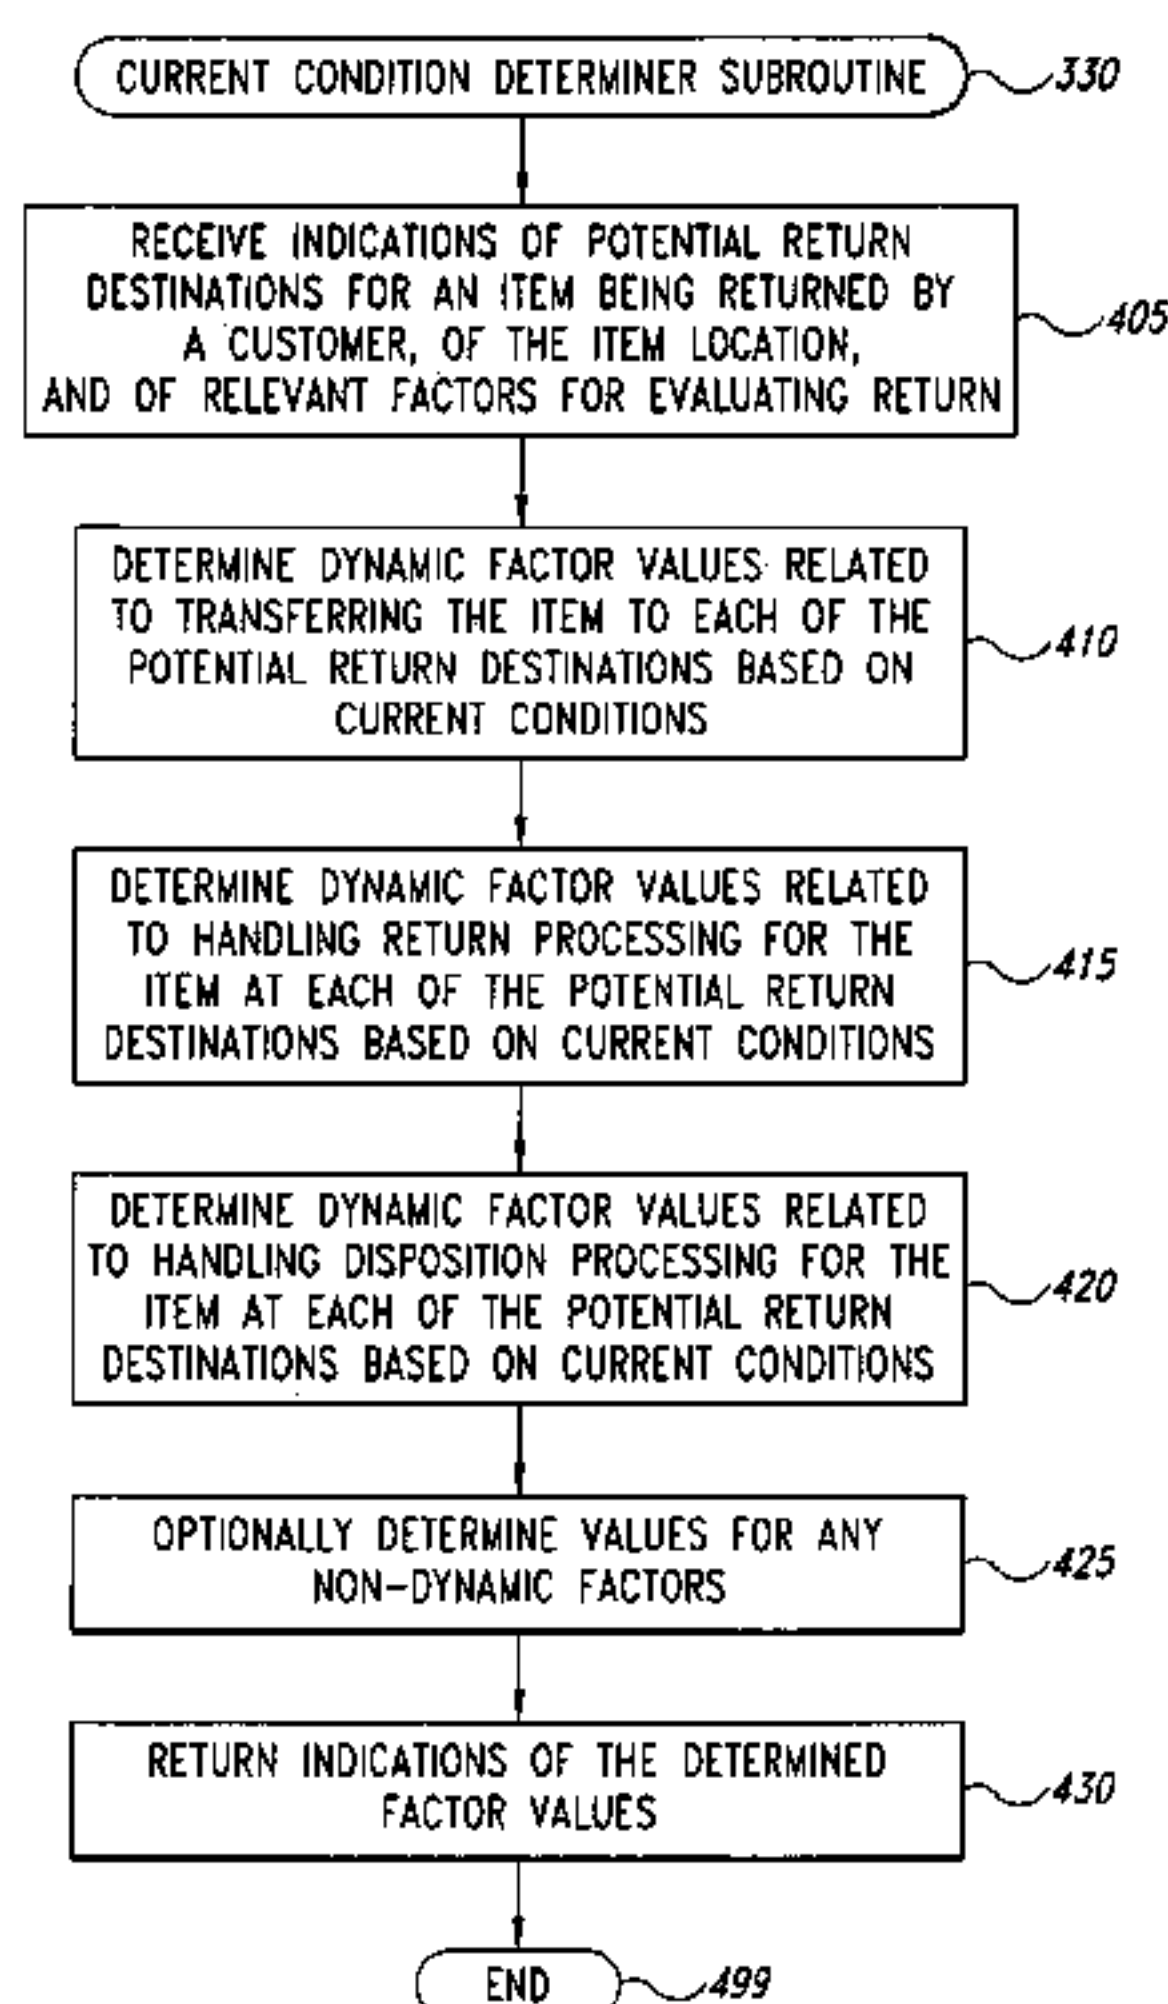 CURRENT CONDITION DETERMINER SUBROUTINE
330
RECEIVE INDICATIONS OF POTENTIAL RETURN
DESTINATIONS FOR AN ITEM BEING RETURNED BY
A CUSTOMER, OF THE ITEM LOCATION,
AND OF RELEVANT FACTORS FOR EVALUATING RETURN
405
DETERMINE DYNAMIC FACTOR VALUES RELATED
TO TRANSFERRING THE ITEM TO EACH OF THE
POTENTIAL RETURN DESTINATIONS BASED ON
CURRENT CONDITIONS
410
DETERMINE DYNAMIC FACTOR VALUES RELATED
TO HANDLING RETURN PROCESSING FOR THE
ITEM AT EACH OF THE POTENTIAL RETURN
DESTINATIONS BASED ON CURRENT CONDITIONS
415
DETERMINE DYNAMIC FACTOR VALUES RELATED
TO HANDLING DISPOSITION PROCESSING FOR THE
ITEM AT EACH OF THE POTENTIAL RETURN
DESTINATIONS BASED ON CURRENT CONDITIONS
420
OPTIONALLY DETERMINE VALUES FOR ANY
NON-DYNAMIC FACTORS
425
RETURN INDICATIONS OF THE DETERMINED
FACTOR VALUES
430
END
499